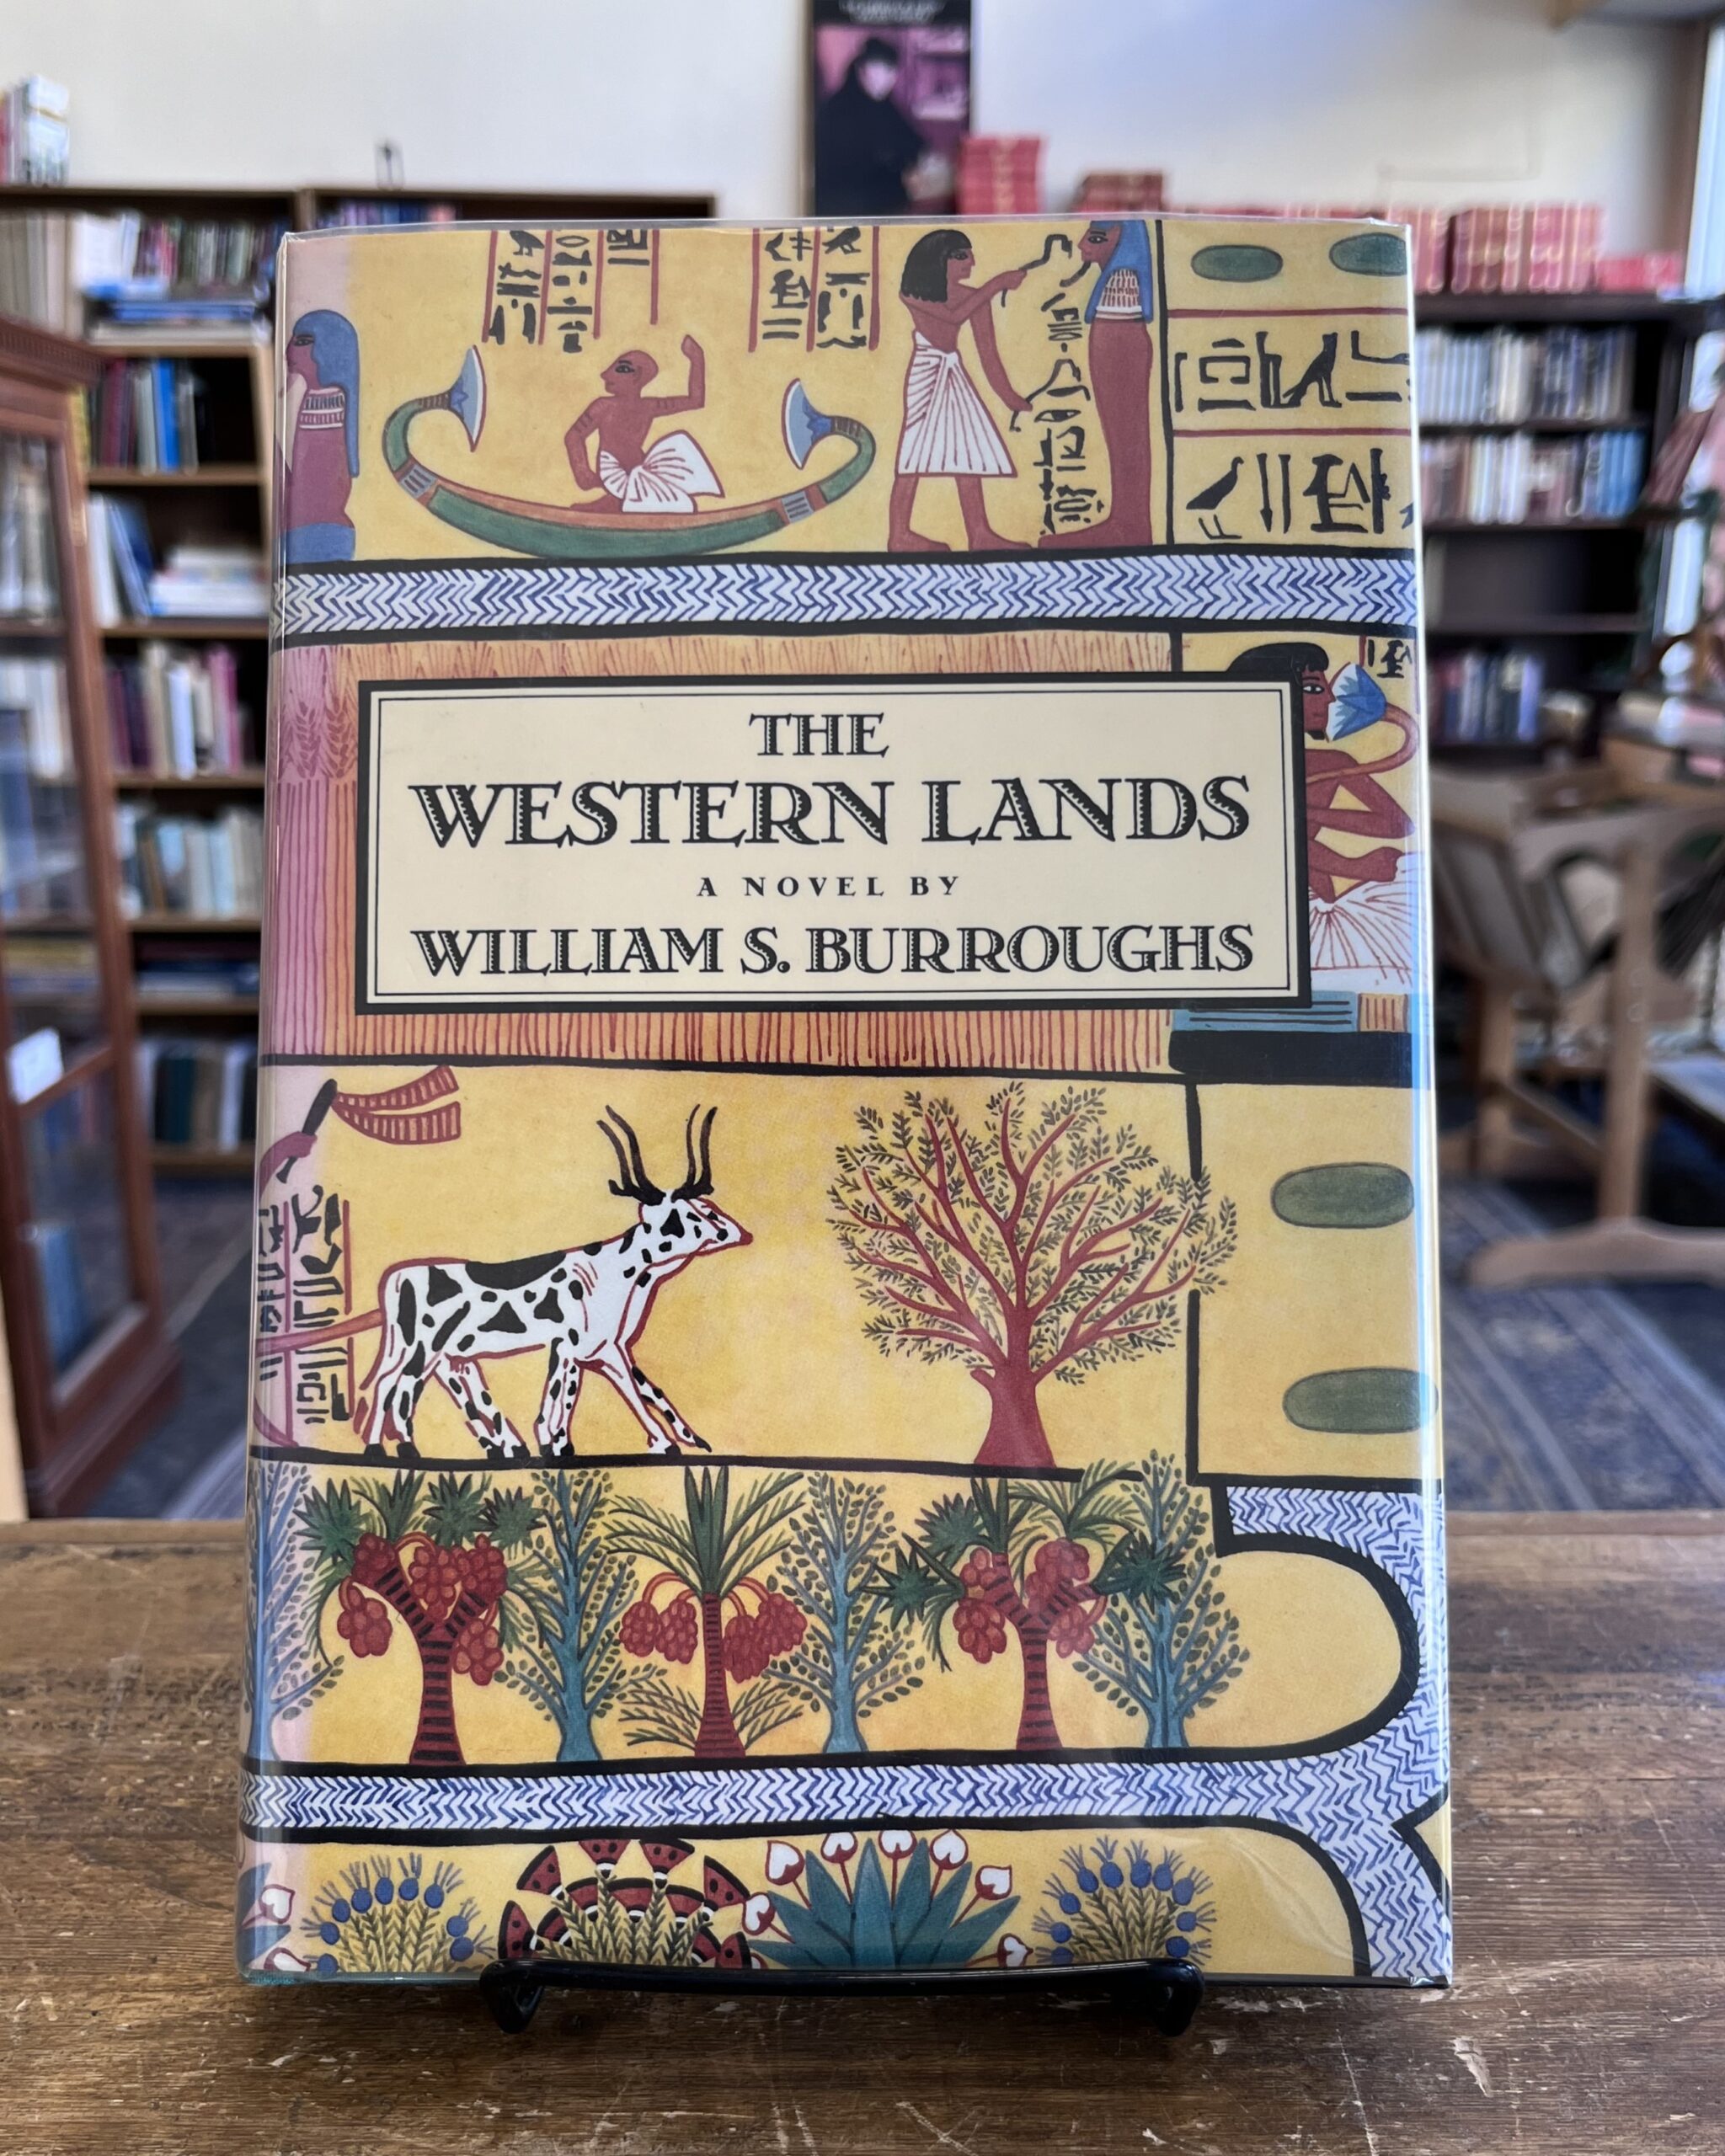 THE
WESTERN LANDS
A NOVEL BY
WILLIAM S. BURROUGHS